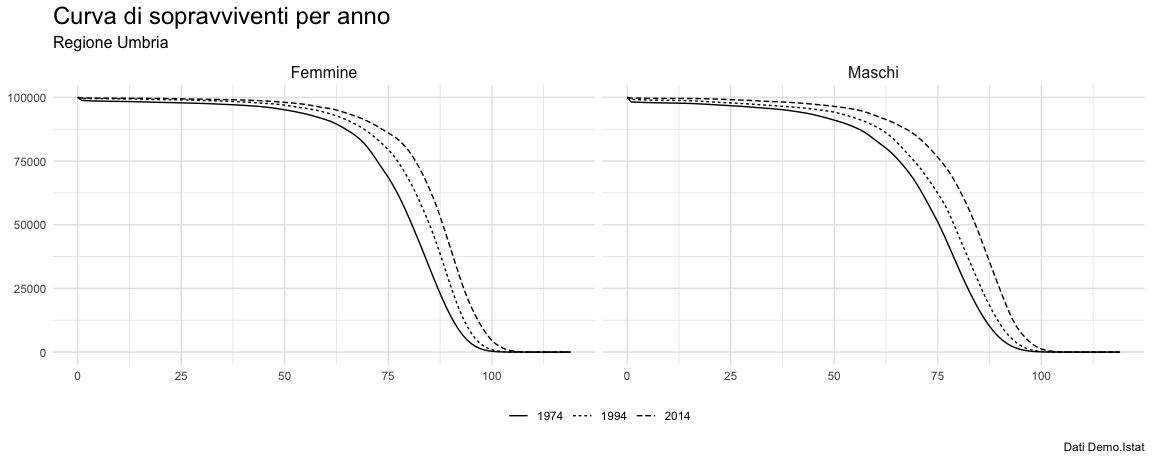 Curva di sopravviventi per anno
Regione Umbria
Femmine
Maschi
100000
75000
50000
25000
0
0 25 50 75 100
0 25 50 75 100
1974 1994 2014
Dati Demo.Istat